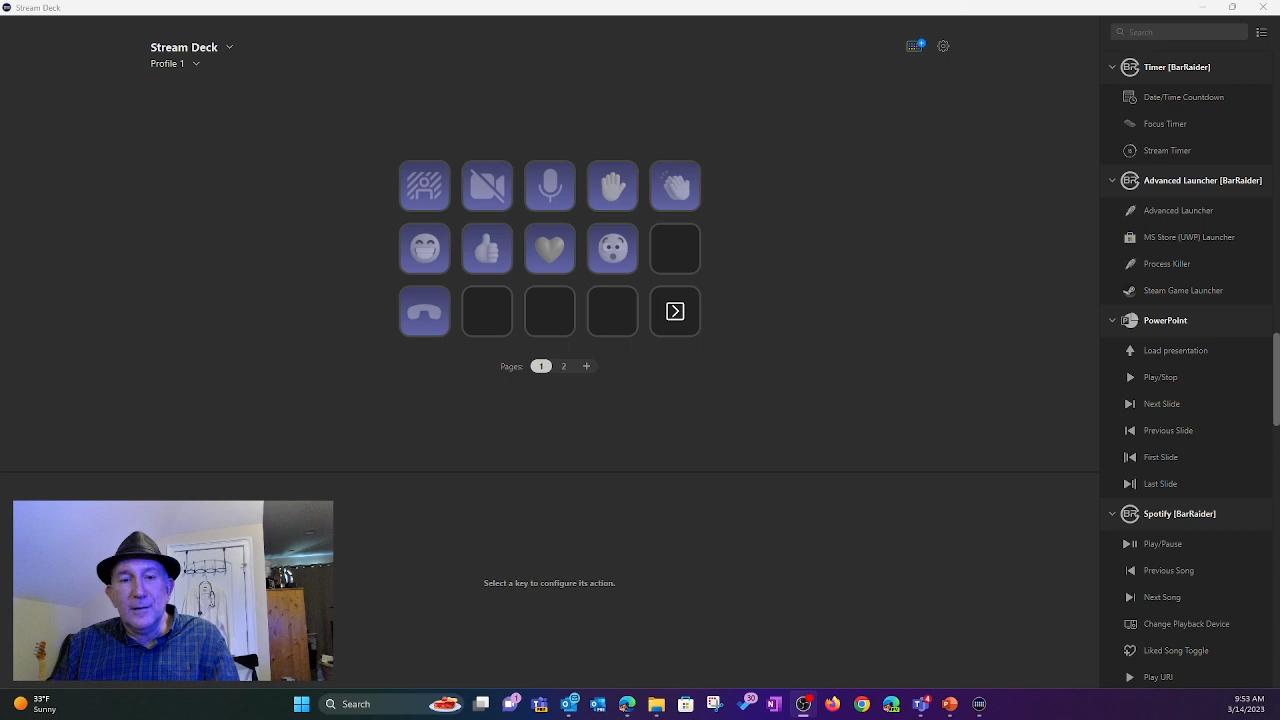 Stream Deck
Stream Deck
Profile 1
Pages: 1 2 +
Select a key to configure its action.
Search
Timer [BarRaider]
Date/Time Countdown
Focus Timer
Stream Timer
Advanced Launcher [BarRaider]
Advanced Launcher
MS Store (UWP) Launcher
Process Killer
Steam Game Launcher
PowerPoint
Load presentation
Play/Stop
Next Slide
Previous Slide
First Slide
Last Slide
Spotify [BarRaider]
Play/Pause
Previous Song
Next Song
Change Playback Device
Liked Song Toggle
Play URI
33°F
Sunny
Search
1
30
4
9:53 AM
3/14/2023